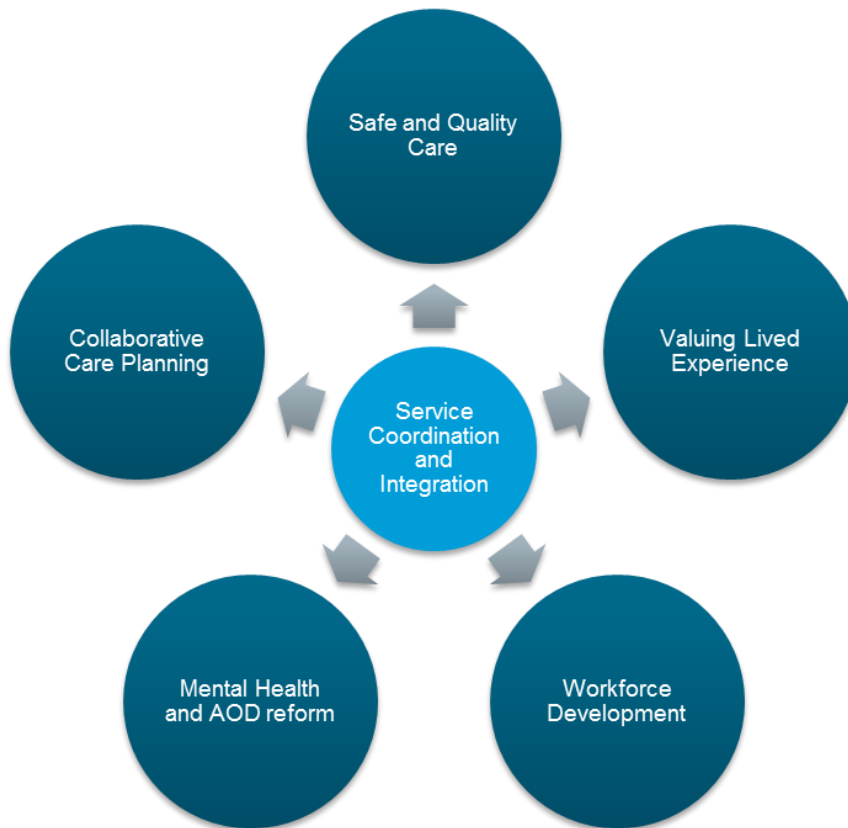 Safe and Quality
Care
Collaborative
Care Planning
Valuing Lived
Experience
Service
Coordination
and
Integration
Mental Health
and AOD reform
Workforce
Development